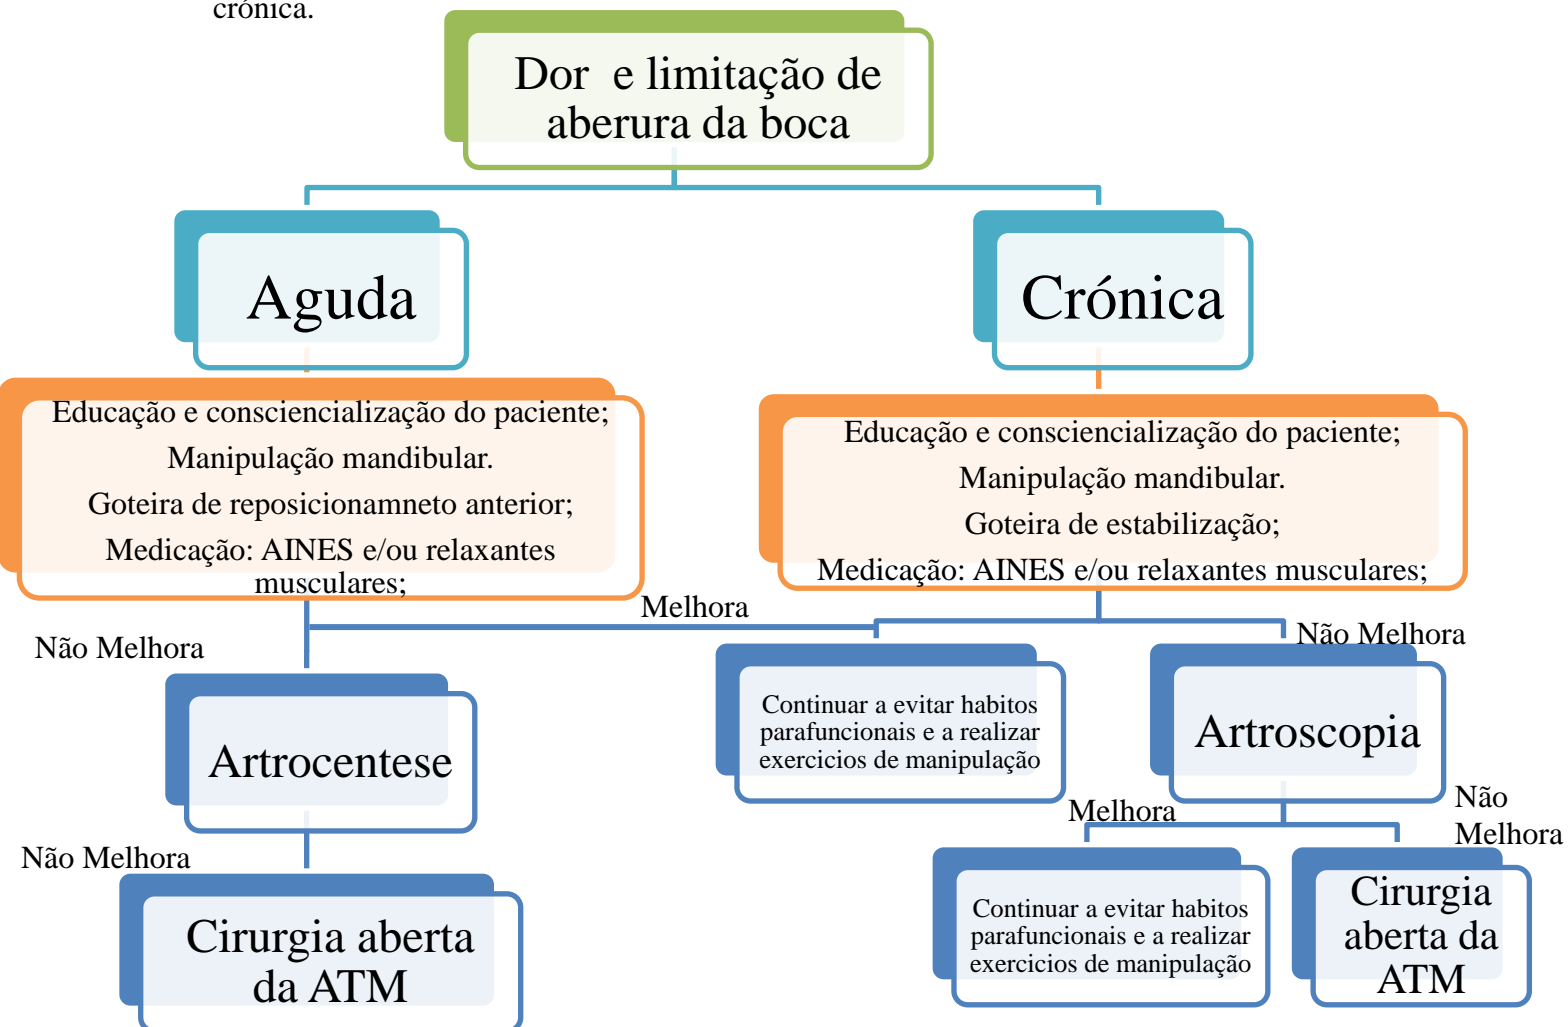 crónica.
Dor e limitação de
aberura da boca
Aguda
Crónica
Educação e consciencialização do paciente;
Manipulação mandibular.
Goteira de reposicionamneto anterior;
Medicação: AINES e/ou relaxantes
musculares;
Educação e consciencialização do paciente;
Manipulação mandibular.
Goteira de estabilização;
Medicação: AINES e/ou relaxantes musculares;
Melhora
Não Melhora
Não Melhora
Artrocentese
Continuar a evitar habitos
parafuncionais e a realizar
exercicios de manipulação
Artroscopia
Não Melhora
Melhora
Não
Melhora
Cirurgia aberta
da ATM
Continuar a evitar habitos
parafuncionais e a realizar
exercicios de manipulação
Cirurgia
aberta da
ATM